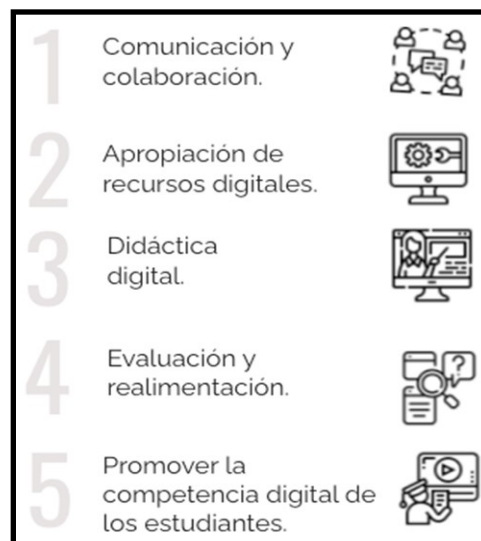 1
Comunicación y
colaboración.
2
Apropiación de
recursos digitales.
3
Didáctica
digital.
4
Evaluación y
realimentación.
?
5
Promover la
competencia digital de
los estudiantes.